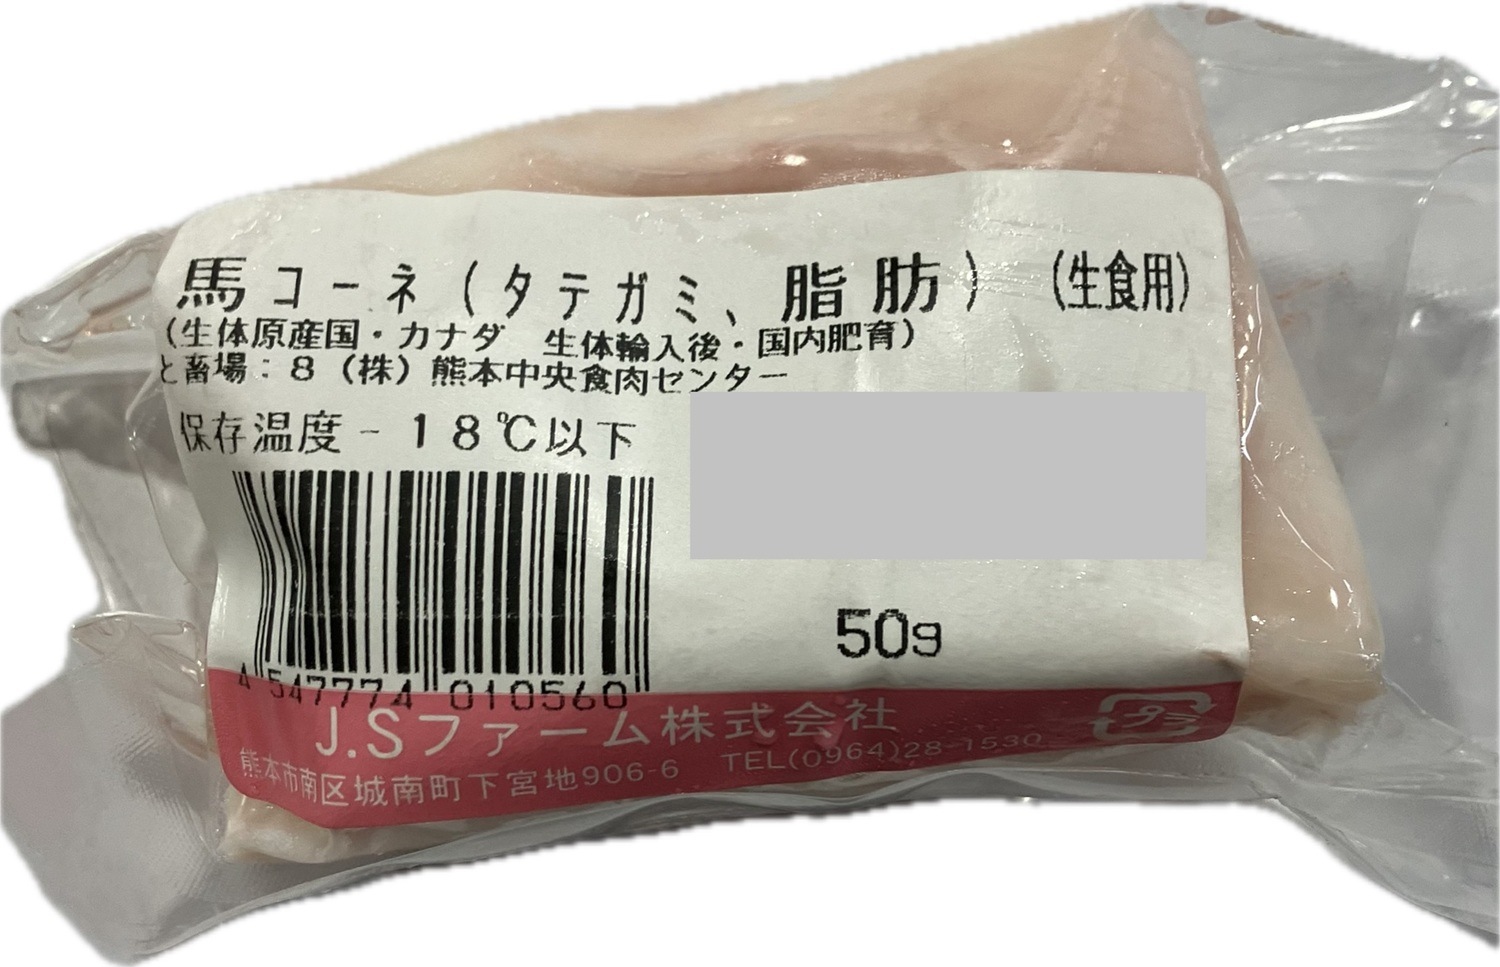 馬コーネ(タテガミ、脂肪) (生食用)
(生体原産国・カナダ 生体輸入後・国内肥育)
と畜場:8(株)熊本中央食肉センター
保存温度-18℃以下
50g
4 547774 010560
J.Sファーム株式会社
プラ
熊本市南区城南町下宮地906-6 TEL(0964)28-1530